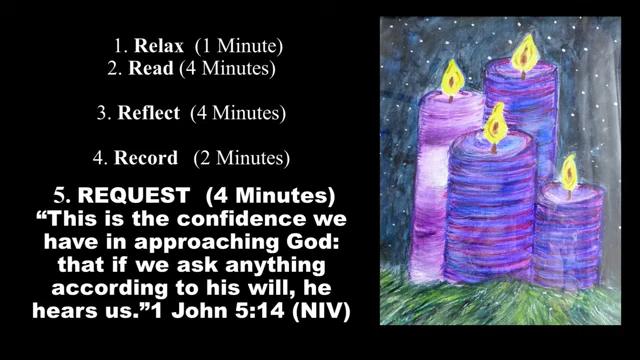 1. Relax (1 Minute)
2. Read (4 Minutes)
3. Reflect (4 Minutes)
4. Record (2 Minutes)
5. REQUEST (4 Minutes)
“This is the confidence we
have in approaching God:
that if we ask anything
according to his will, he
hears us.”1 John 5:14 (NIV)